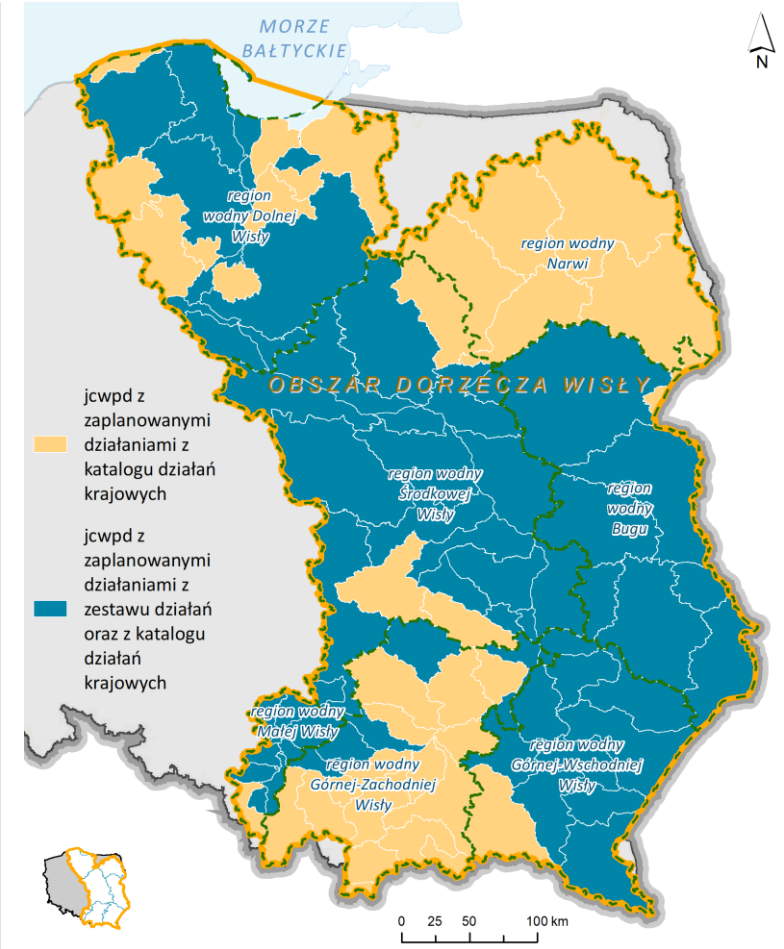 MORZE
BAŁTYCKIE
N
region
wodny Dolnej
Wisły
region wodny
Narwi
OBSZAR DORZECZA WISŁY
jcwpd z
zaplanowanymi
działaniami z
katalogu działań
krajowych
region wodny
Środkowej
Wisły
region
wodny
Bugu
jcwpd z
zaplanowanymi
działaniami z
zestawu działań
oraz z katalogu
działań
krajowych
region wodny
Małej Wisły
region wodny
Górnej-Zachodniej
Wisły
region wodny
Górnej-Wschodniej
Wisły
0 25 50 100 km